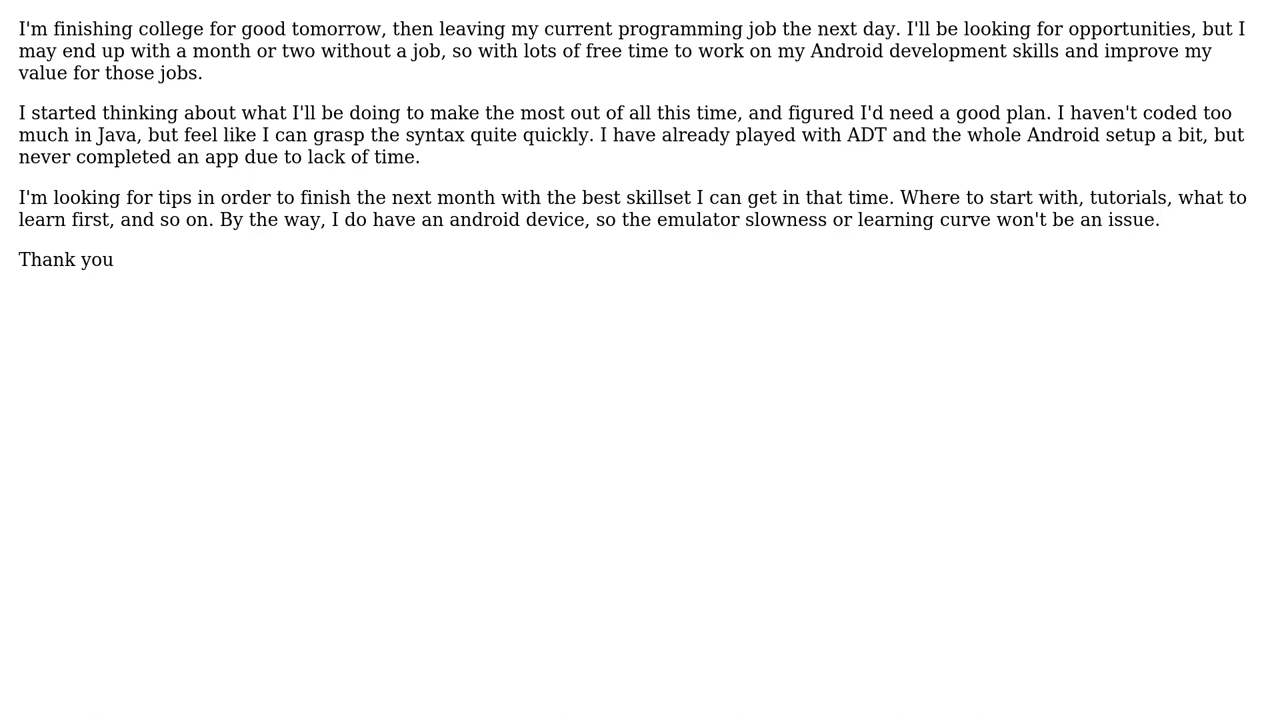 I'm finishing college for good tomorrow, then leaving my current programming job the next day. I'll be looking for opportunities, but I
may end up with a month or two without a job, so with lots of free time to work on my Android development skills and improve my
value for those jobs.
I started thinking about what I'll be doing to make the most out of all this time, and figured I'd need a good plan. I haven't coded too
much in Java, but feel like I can grasp the syntax quite quickly. I have already played with ADT and the whole Android setup a bit, but
never completed an app due to lack of time.
I'm looking for tips in order to finish the next month with the best skillset I can get in that time. Where to start with, tutorials, what to
learn first, and so on. By the way, I do have an android device, so the emulator slowness or learning curve won't be an issue.
Thank you